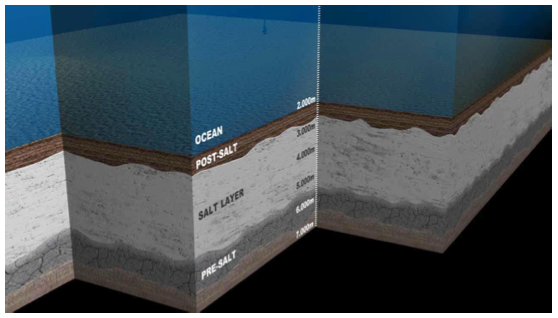 2.000m
OCEAN
POST-SALT
3.000m
4.000m
SALT LAYER
5.000m
6.000m
7.000m
PRE-SALT